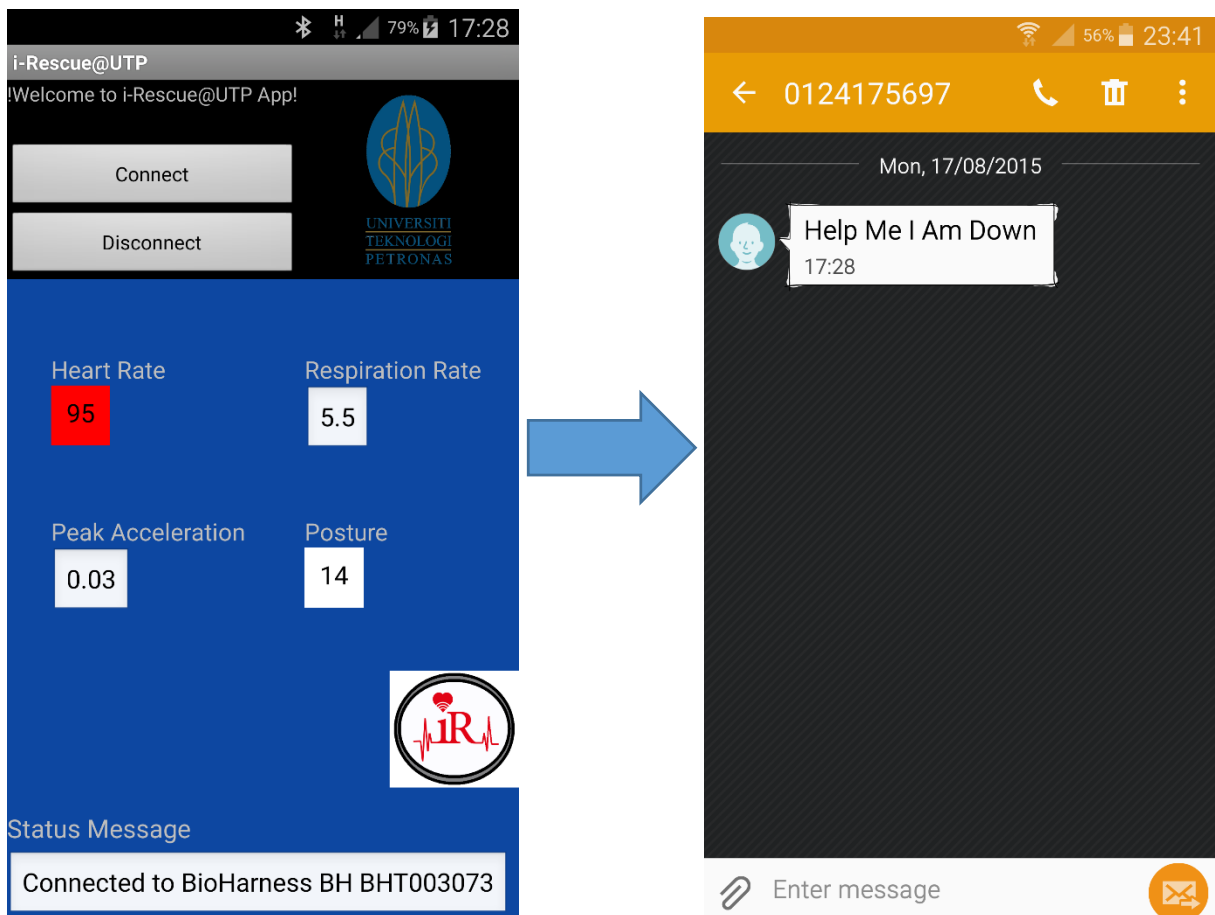 79% 17:28
i-Rescue@UTP
!Welcome to i-Rescue@UTP App!
Connect
Disconnect
UNIVERSITI
TEKNOLOGI
PETRONAS
Heart Rate
Respiration Rate
95
5.5
Peak Acceleration
Posture
0.03
14
iR
Status Message
Connected to BioHarness BH BHT003073
56% 23:41
0124175697
Mon, 17/08/2015
Help Me I Am Down
17:28
Enter message